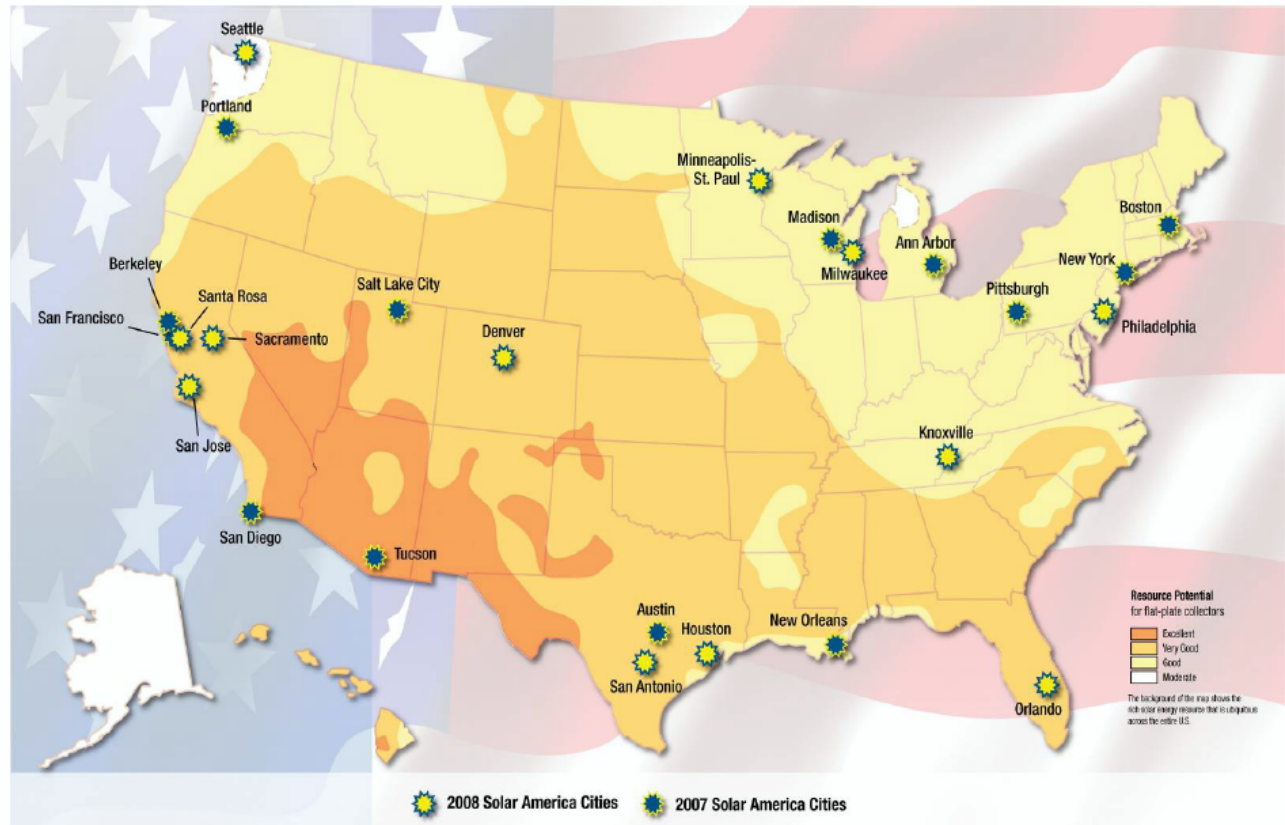 Seattle
Portland
Minneapolis-
St. Paul
Madison
Milwaukee
Ann Arbor
Boston
New York
Pittsburgh
Philadelphia
Berkeley
Santa Rosa
San Francisco
Sacramento
Salt Lake City
Denver
San Jose
Knoxville
San Diego
Tucson
Austin
Houston
San Antonio
New Orleans
Orlando
Resource Potential
for flat-plate collectors
Excellent
Very Good
Good
Moderate
The background of the map shows the
rich solar energy resource that is ubiquitous
across the entire U.S.
2008 Solar America Cities
2007 Solar America Cities